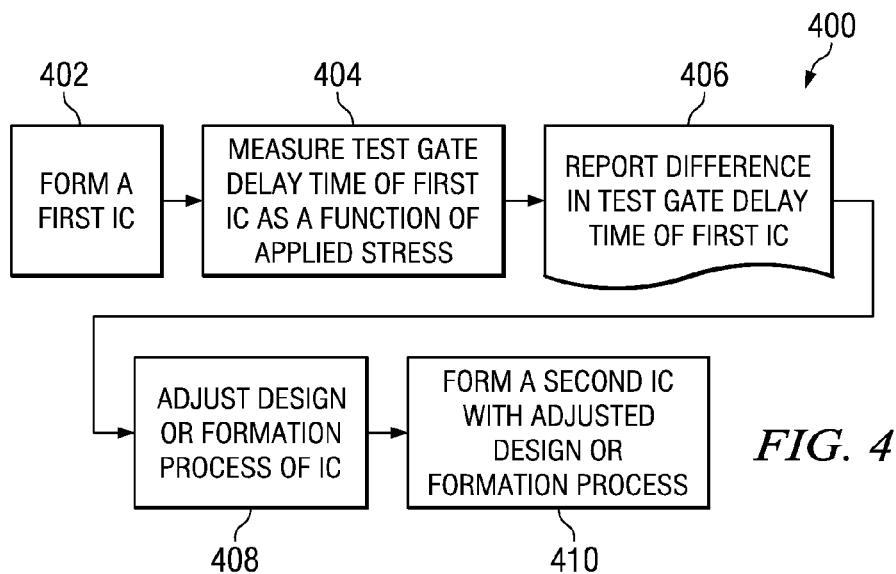 400
402
404
406
FORM A
FIRST IC
MEASURE TEST GATE
DELAY TIME OF FIRST
IC AS A FUNCTION OF
APPLIED STRESS
REPORT DIFFERENCE
IN TEST GATE DELAY
TIME OF FIRST IC
ADJUST DESIGN
OR FORMATION
PROCESS OF IC
FORM A SECOND IC
WITH ADJUSTED
DESIGN OR
FORMATION PROCESS
FIG. 4
408
410